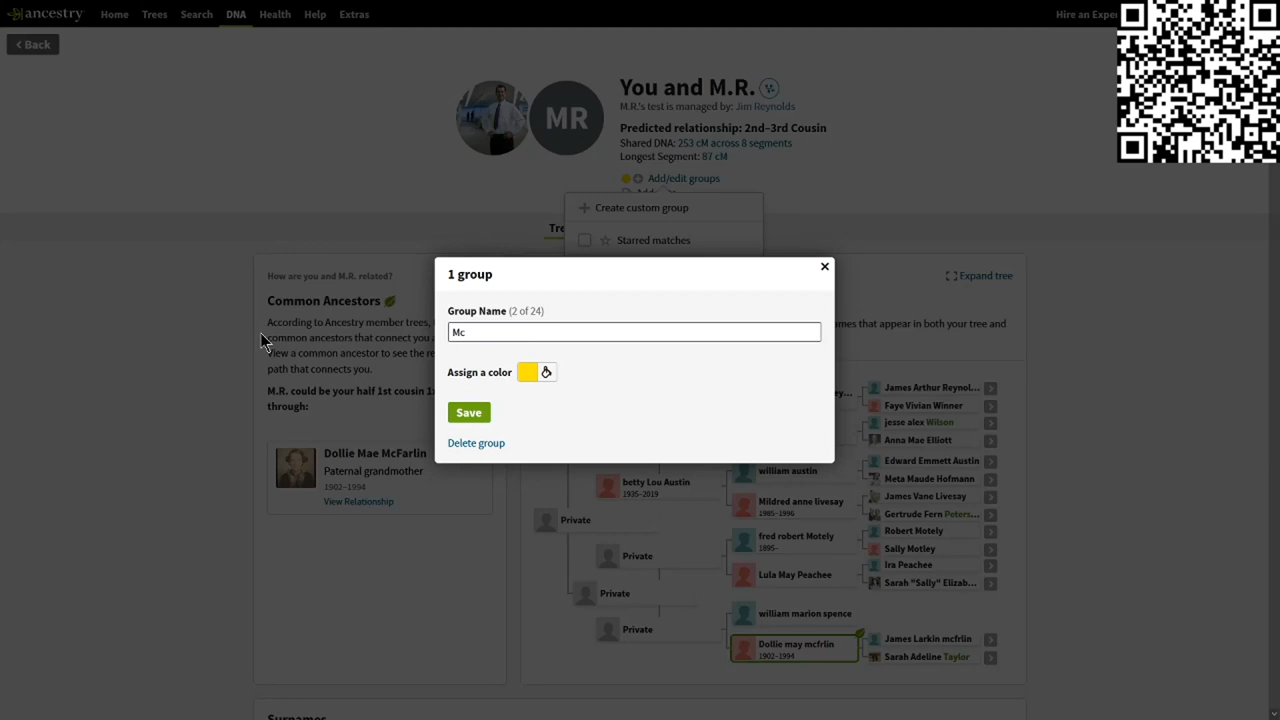 ancestry
Home
Trees
Search
DNA
Health
Help
Extras
Hire an Exper
Back
MR
You and M.R.
M.R.'s test is managed by: Jim Reynolds
Predicted relationship: 2nd–3rd Cousin
Shared DNA: 253 cM across 8 segments
Longest Segment: 87 cM
Add/edit groups
Create custom group
Starred matches
Tre
How are you and M.R. related?
Common Ancestors
According to Ancestry member trees,
common ancestors that connect you a
View a common ancestor to see the re
path that connects you.
M.R. could be your half 1st cousin 1
through:
Dollie Mae McFarlin
Paternal grandmother
1902–1994
View Relationship
1 group
Group Name (2 of 24)
Mc
Assign a color
Save
Delete group
Expand tree
ames that appear in both your tree and
James Arthur Reynol...
Faye Vivian Winner
jesse alex Wilson
Anna Mae Elliott
Edward Emmett Austin
william austin
Meta Maude Hofmann
betty Lou Austin
1935–2019
James Vane Livesay
Mildred anne livesay
1985–1996
Gertrude Fern Peters...
Private
Robert Motely
fred robert Motely
1895–
Sally Motley
Private
Ira Peachee
Lula May Peachee
Sarah "Sally" Elizab...
Private
william marion spence
Private
James Larkin mcfrlin
Dollie may mcfrlin
1902–1994
Sarah Adeline Taylor
Surnames